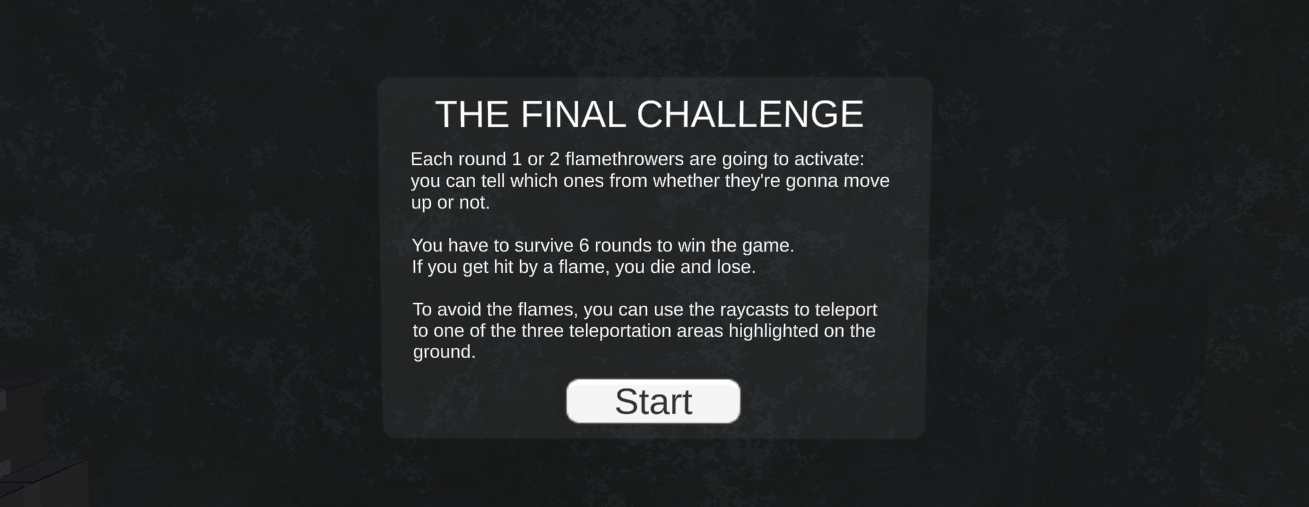 THE FINAL CHALLENGE
Each round 1 or 2 flamethrowers are going to activate:
you can tell which ones from whether they're gonna move
up or not.
You have to survive 6 rounds to win the game.
If you get hit by a flame, you die and lose.
To avoid the flames, you can use the raycasts to teleport
to one of the three teleportation areas highlighted on the
ground.
Start